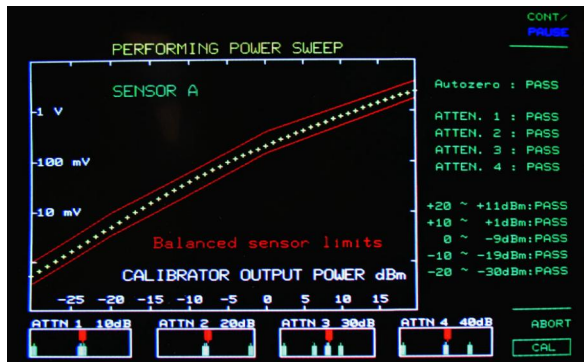 CONT/
PAUSE
PERFORMING POWER SWEEP
SENSOR A
Autozero : PASS
ATTEN. 1 : PASS
ATTEN. 2 : PASS
ATTEN. 3 : PASS
ATTEN. 4 : PASS
1 V
100 mV
10 mV
+20 ~ +11dBm:PASS
+10 ~ +1dBm:PASS
0 ~ -9dBm:PASS
-10 ~ -19dBm:PASS
-20 ~ -30dBm:PASS
Balanced sensor limits
CALIBRATOR OUTPUT POWER dBm
-25 -20 -15 -10 -5 0 5 10 15
ATTN 1 10dB
ATTN 2 20dB
ATTN 3 30dB
ATTN 4 40dB
ABORT
CAL